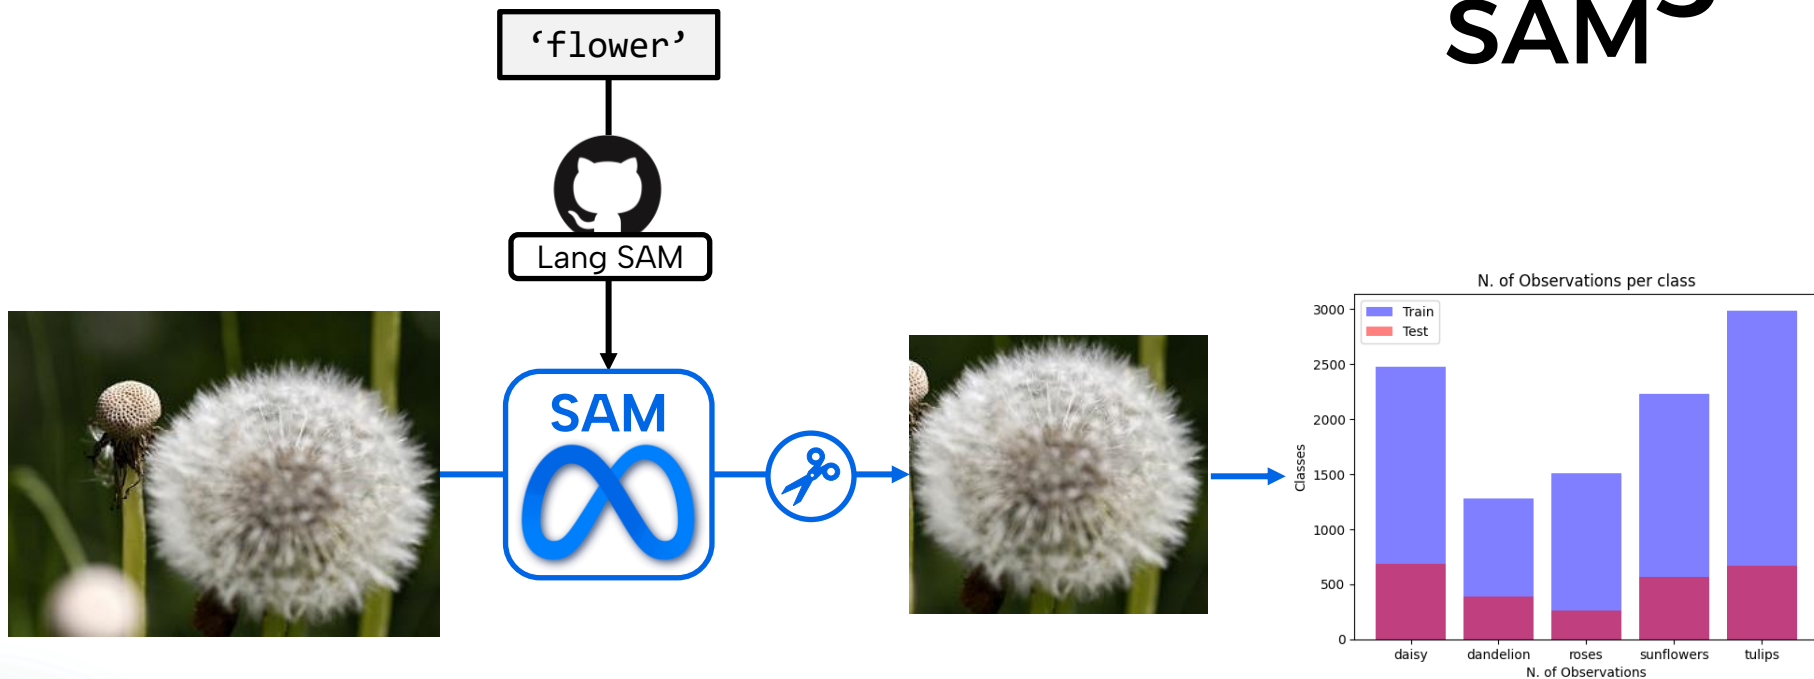 ‘flower’
SAM
Lang SAM
SAM
N. of Observations per class
Train
Test
3000
2500
2000
1500
1000
500
0
Classes
daisy dandelion roses sunflowers tulips
N. of Observations